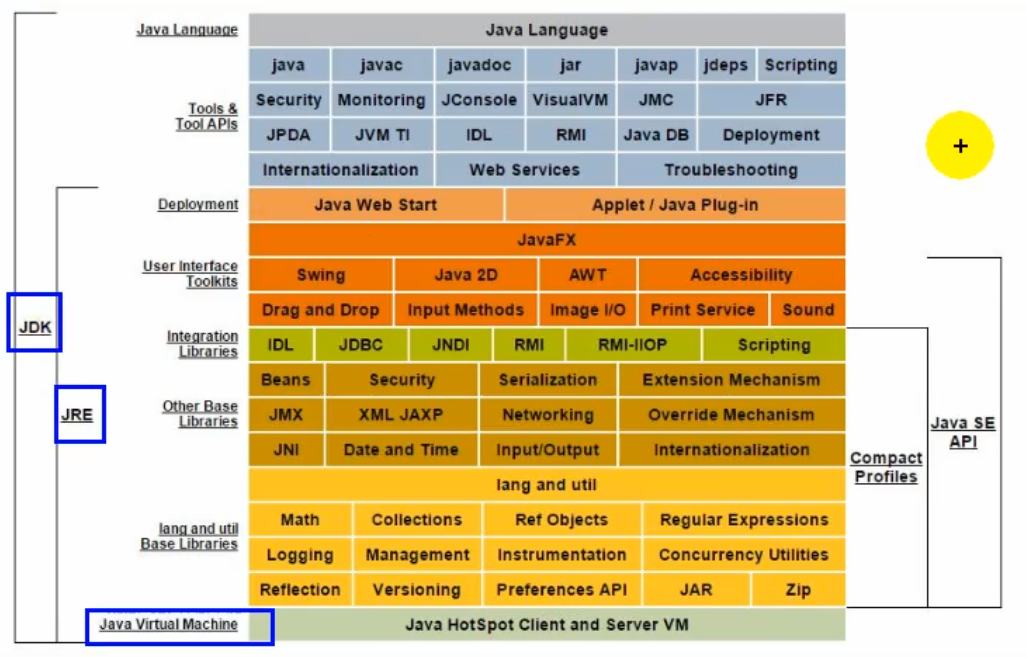 Java Language
Java Language
java javac javadoc jar javap jdeps Scripting
Tools &
Tool APIs
Security Monitoring JConsole VisualVM JMC JFR
JPDA JVM TI IDL RMI Java DB Deployment
Internationalization Web Services Troubleshooting
Deployment
Java Web Start Applet / Java Plug-in
JavaFX
User Interface
Toolkits
Swing Java 2D AWT Accessibility
Drag and Drop Input Methods Image I/O Print Service Sound
JDK
Integration
Libraries
IDL JDBC JNDI RMI RMI-IIOP Scripting
JRE
Other Base
Libraries
Beans Security Serialization Extension Mechanism
JMX XML JAXP Networking Override Mechanism
JNI Date and Time Input/Output Internationalization
Java SE
API
Compact
Profiles
lang and util
Base Libraries
lang and util
Math Collections Ref Objects Regular Expressions
Logging Management Instrumentation Concurrency Utilities
Reflection Versioning Preferences API JAR Zip
Java Virtual Machine
Java HotSpot Client and Server VM